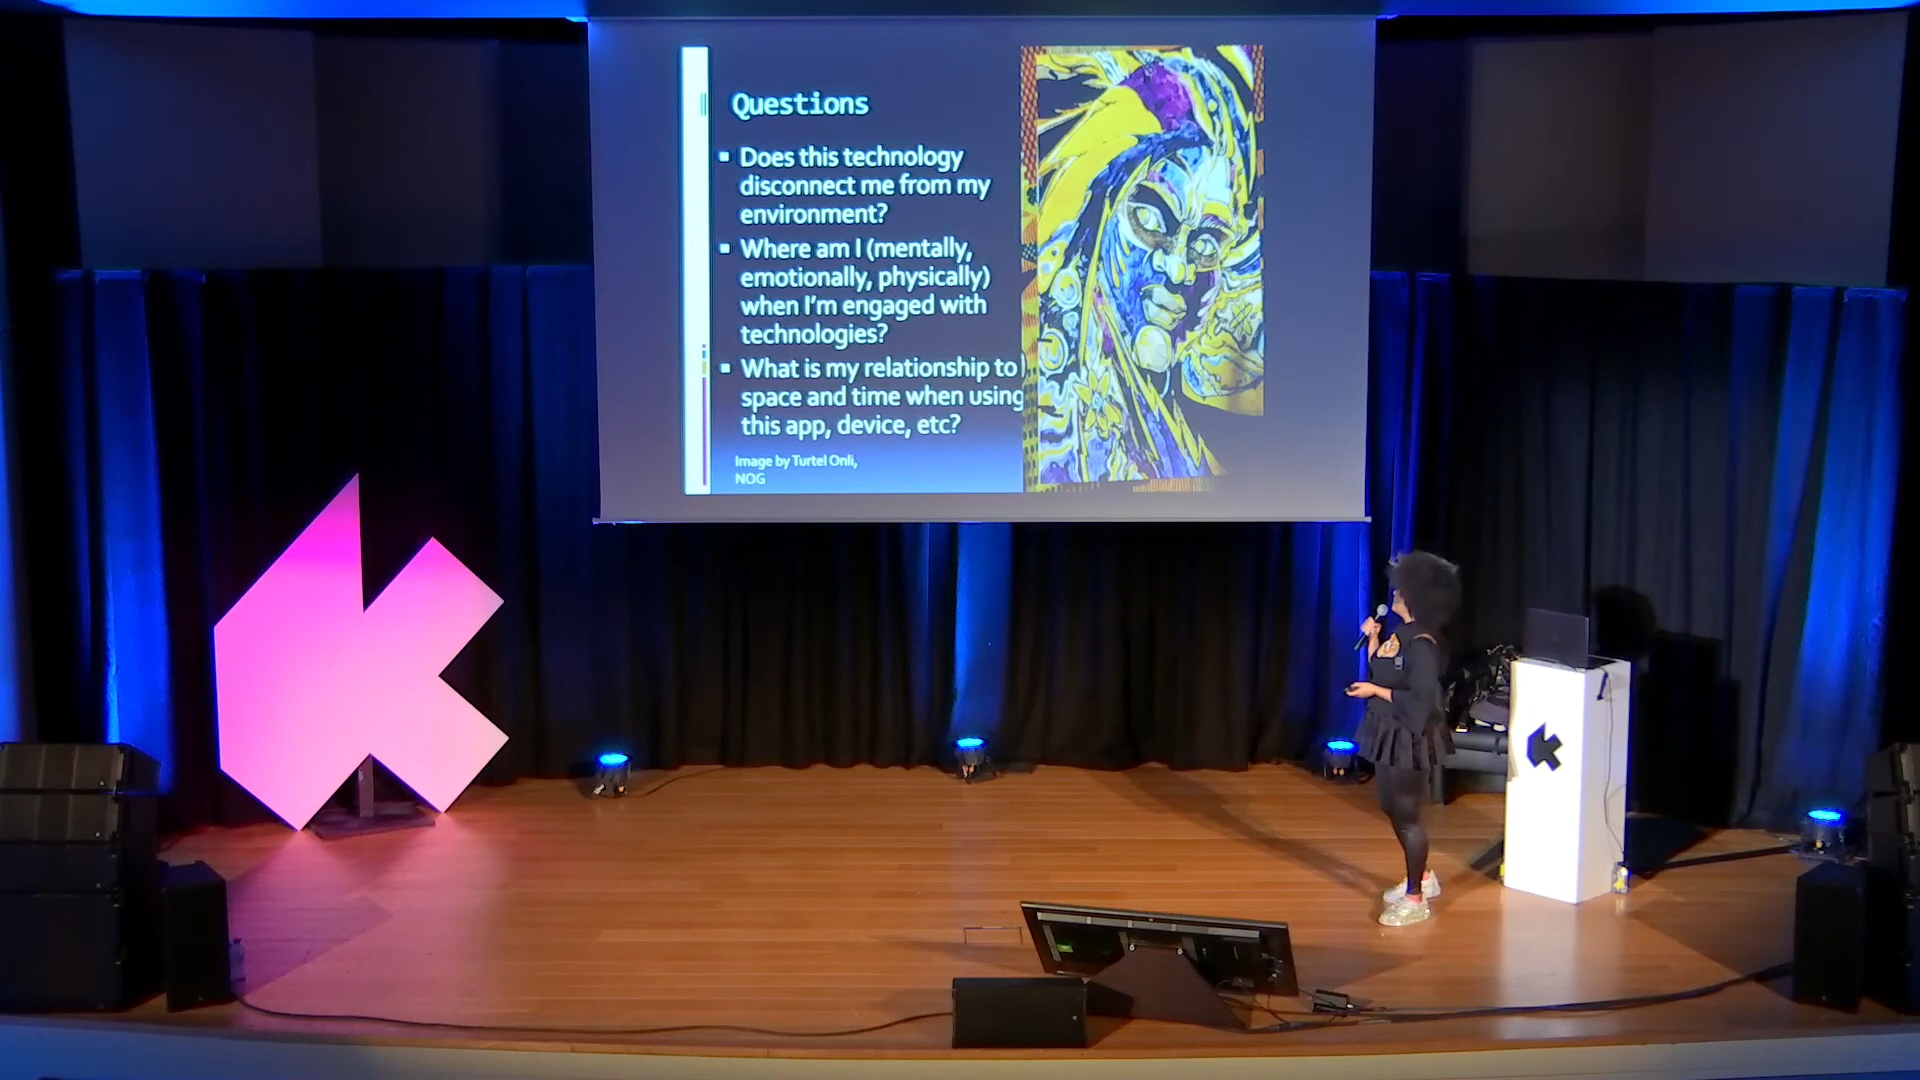 Questions
▪ Does this technology
disconnect me from my
environment?
▪ Where am I (mentally,
emotionally, physically)
when I'm engaged with
technologies?
▪ What is my relationship to
space and time when using
this app, device, etc?
Image by Turtel Onli,
NOG